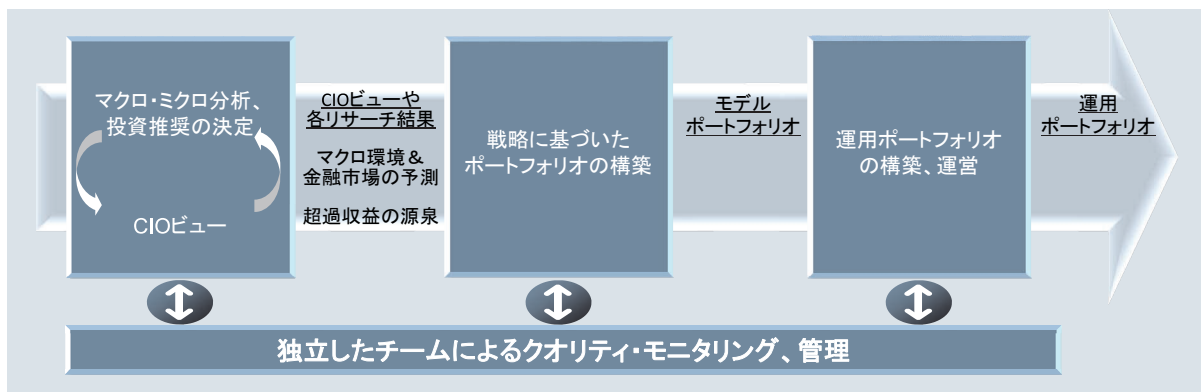 マクロ・ミクロ分析、
投資推奨の決定
CIOビュー
CIOビューや
各リサーチ結果
マクロ環境＆
金融市場の予測
超過収益の源泉
戦略に基づいた
ポートフォリオの構築
モデル
ポートフォリオ
運用ポートフォリオ
の構築、運営
運用
ポートフォリオ
独立したチームによるクオリティ・モニタリング、管理